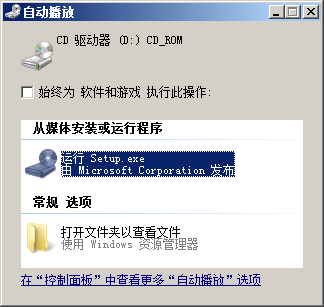 自动播放
CD 驱动器 (D:) CD_ROM
始终为 软件和游戏 执行此操作:
从媒体安装或运行程序
运行 Setup.exe
由 Microsoft Corporation 发布
常规 选项
打开文件夹以查看文件
使用 Windows 资源管理器
在“控制面板”中查看更多“自动播放”选项